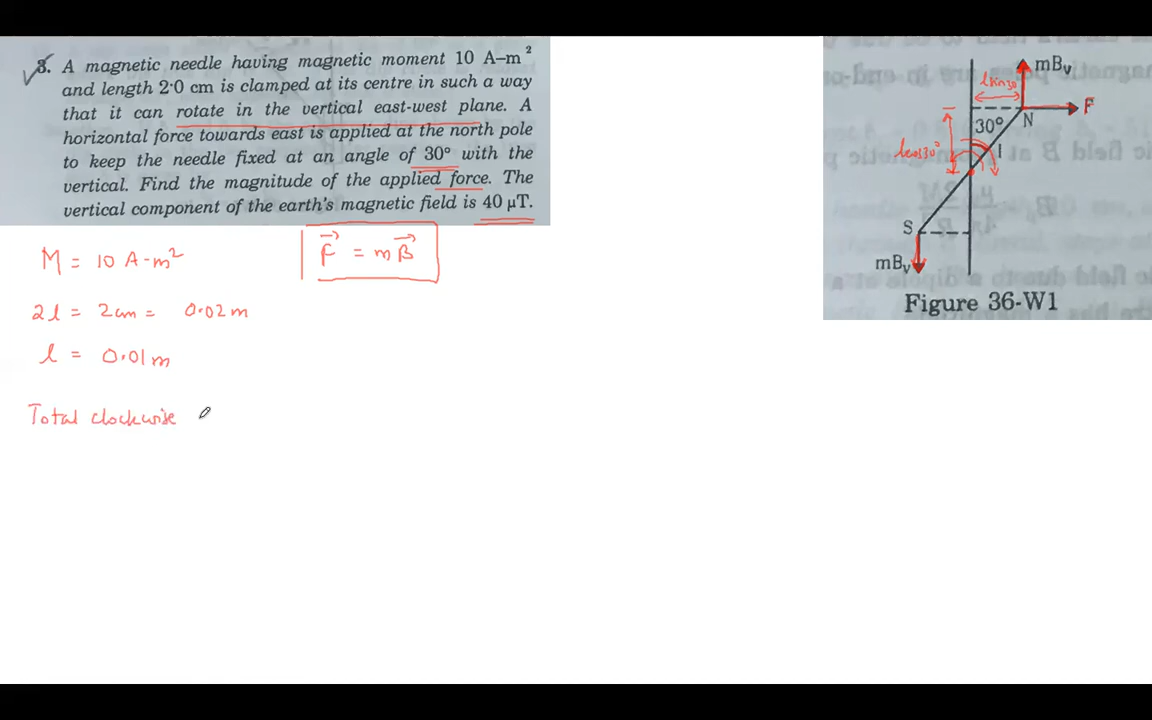 3. A magnetic needle having magnetic moment 10 A–m²
and length 2·0 cm is clamped at its centre in such a way
that it can rotate in the vertical east-west plane. A
horizontal force towards east is applied at the north pole
to keep the needle fixed at an angle of 30° with the
vertical. Find the magnitude of the applied force. The
vertical component of the earth's magnetic field is 40 μT.
M = 10 A-m²
F = mB
2l = 2cm = 0.02m
l = 0.01m
Total clockwise
mBv
l sin30°
F
30°
N
l cos30°
l
S
mBv
Figure 36-W1